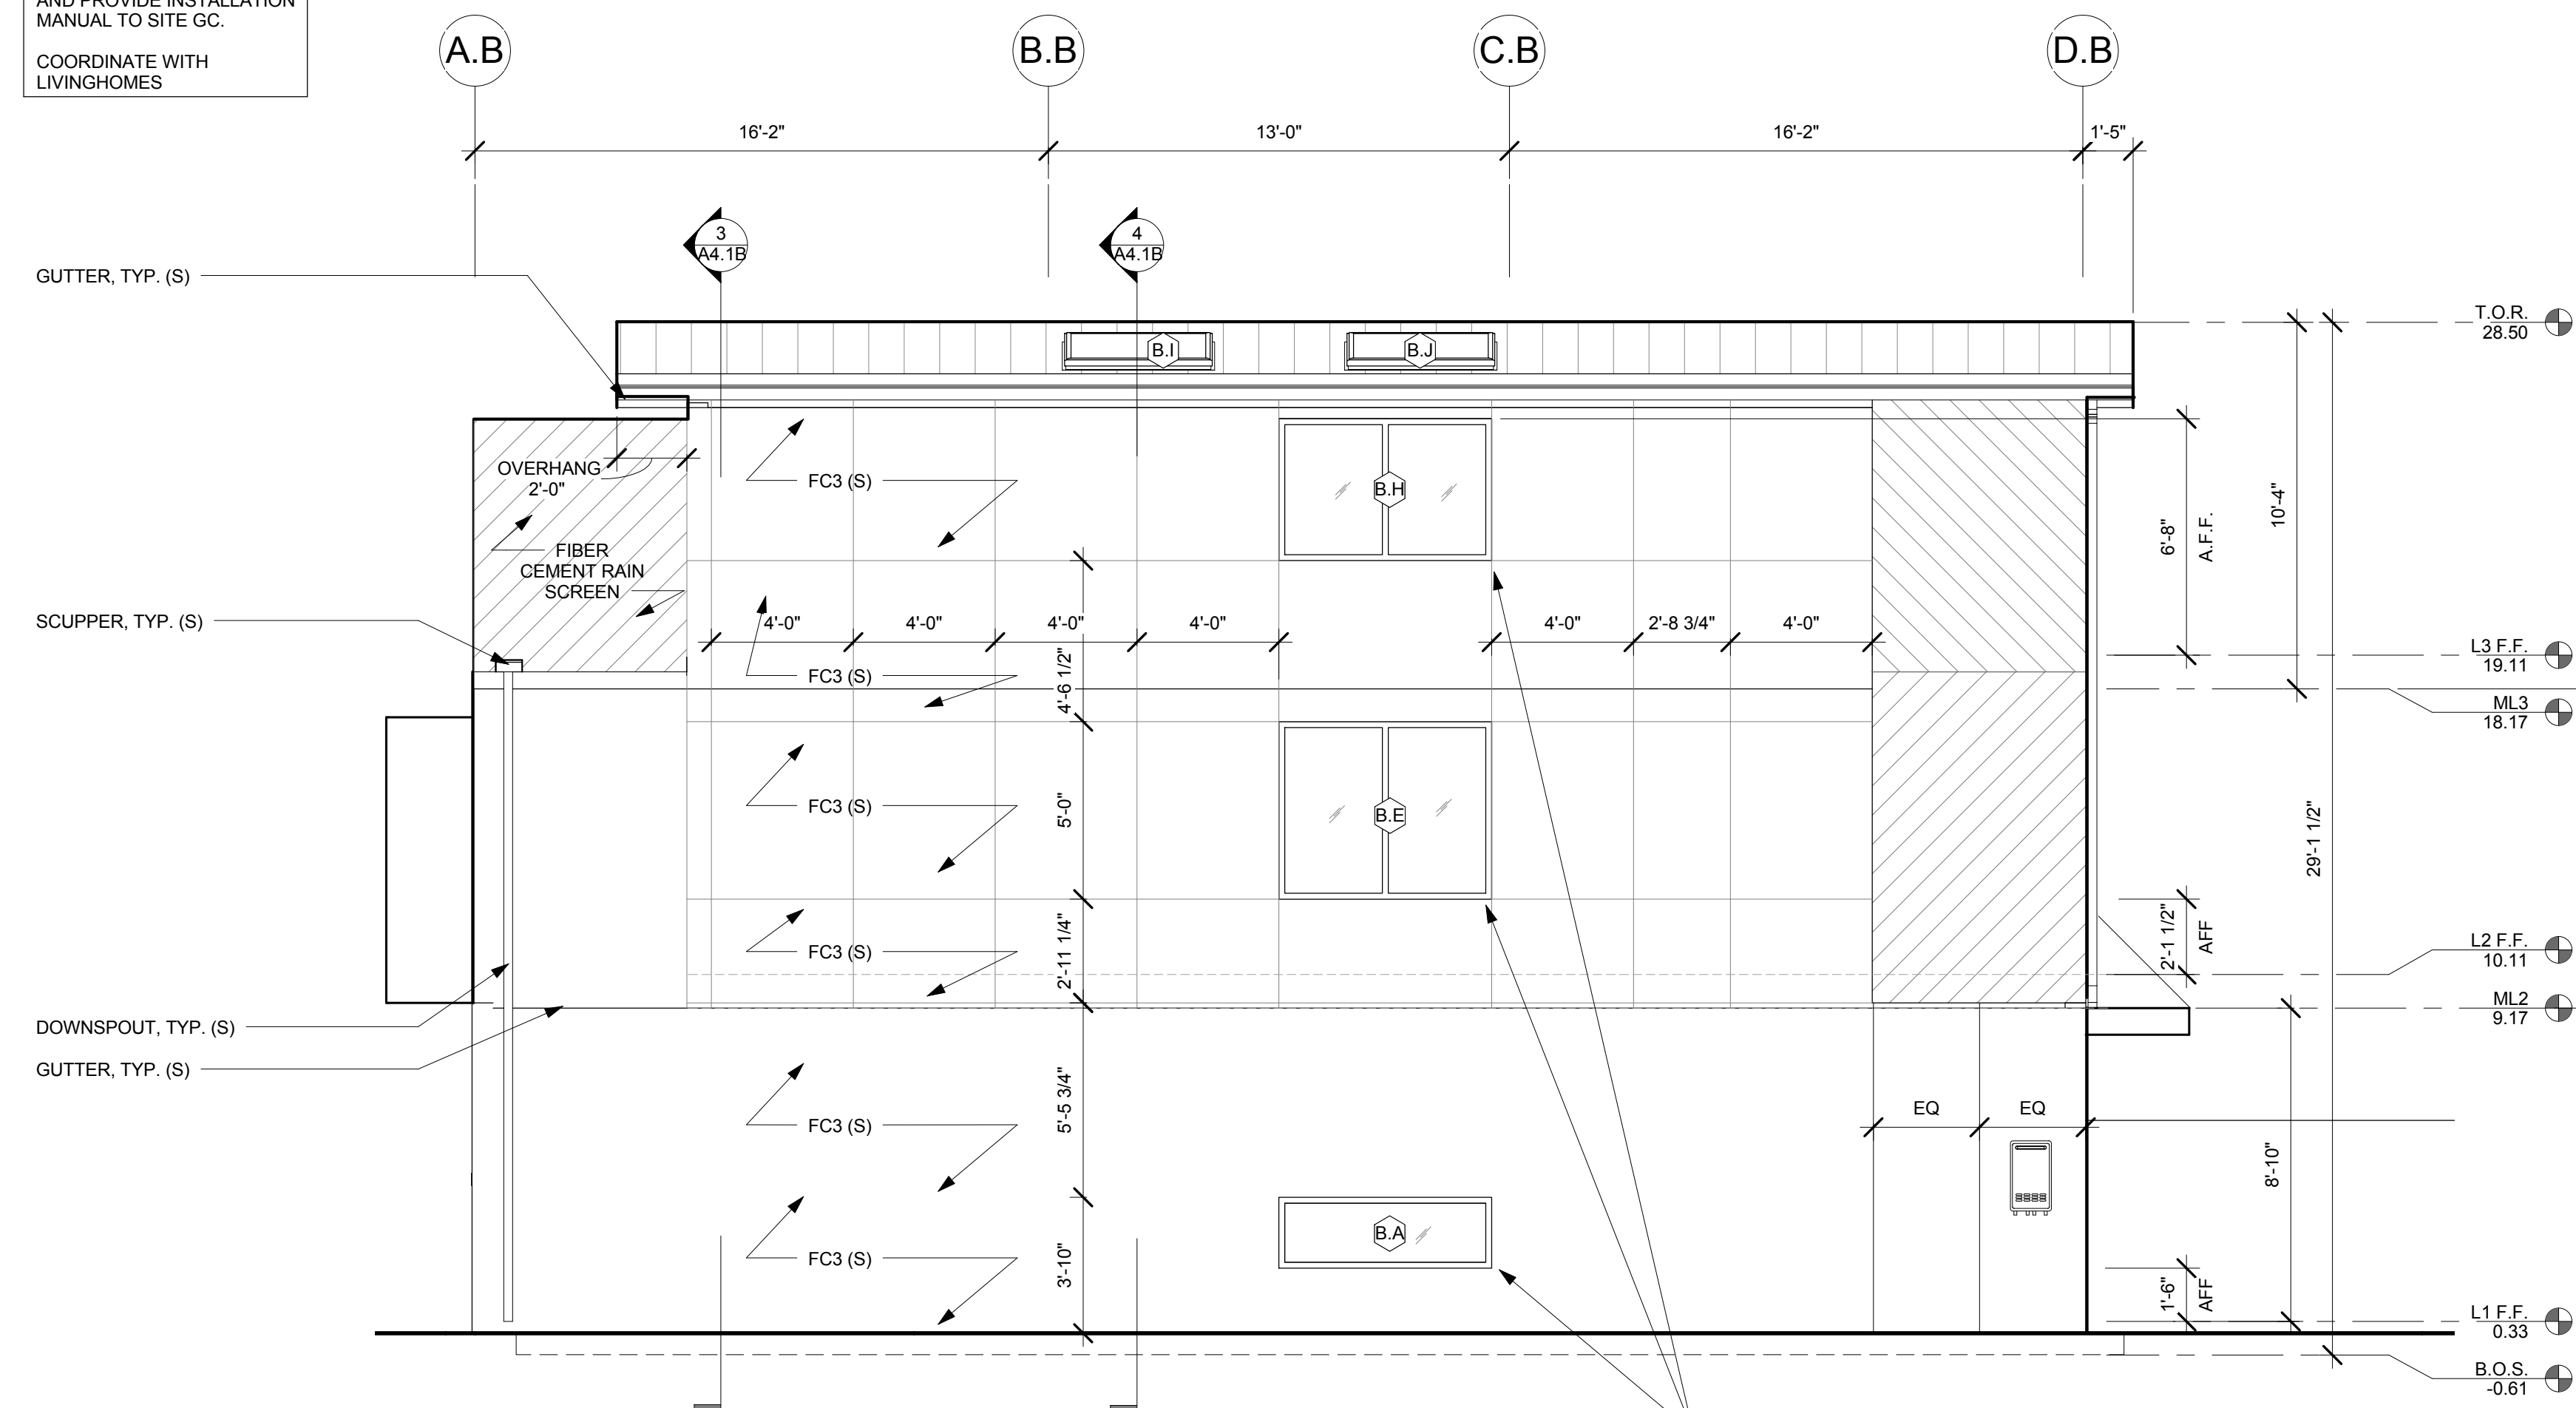 AND PROVIDE INSTALLATION
MANUAL TO SITE GC.
COORDINATE WITH
LIVINGHOMES
A.B
B.B
C.B
D.B
16'-2"
13'-0"
16'-2"
1'-5"
3
A4.1B
4
A4.1B
GUTTER, TYP. (S)
T.O.R.
28.50
B.I
B.J
OVERHANG
2'-0"
FC3 (S)
B.H
10'-4"
6'-8"
A.F.F.
FIBER
CEMENT RAIN
SCREEN
SCUPPER, TYP. (S)
4'-0"
4'-0"
4'-0"
4'-0"
4'-0"
2'-8 3/4"
4'-0"
L3 F.F.
19.11
FC3 (S)
4'-6 1/2"
ML3
18.17
FC3 (S)
5'-0"
B.E
29'-1 1/2"
FC3 (S)
2'-11 1/4"
2'-1 1/2"
AFF
L2 F.F.
10.11
ML2
9.17
DOWNSPOUT, TYP. (S)
GUTTER, TYP. (S)
FC3 (S)
5'-5 3/4"
EQ
EQ
8'-10"
B.A
FC3 (S)
3'-10"
1'-6"
AFF
L1 F.F.
0.33
B.O.S.
-0.61